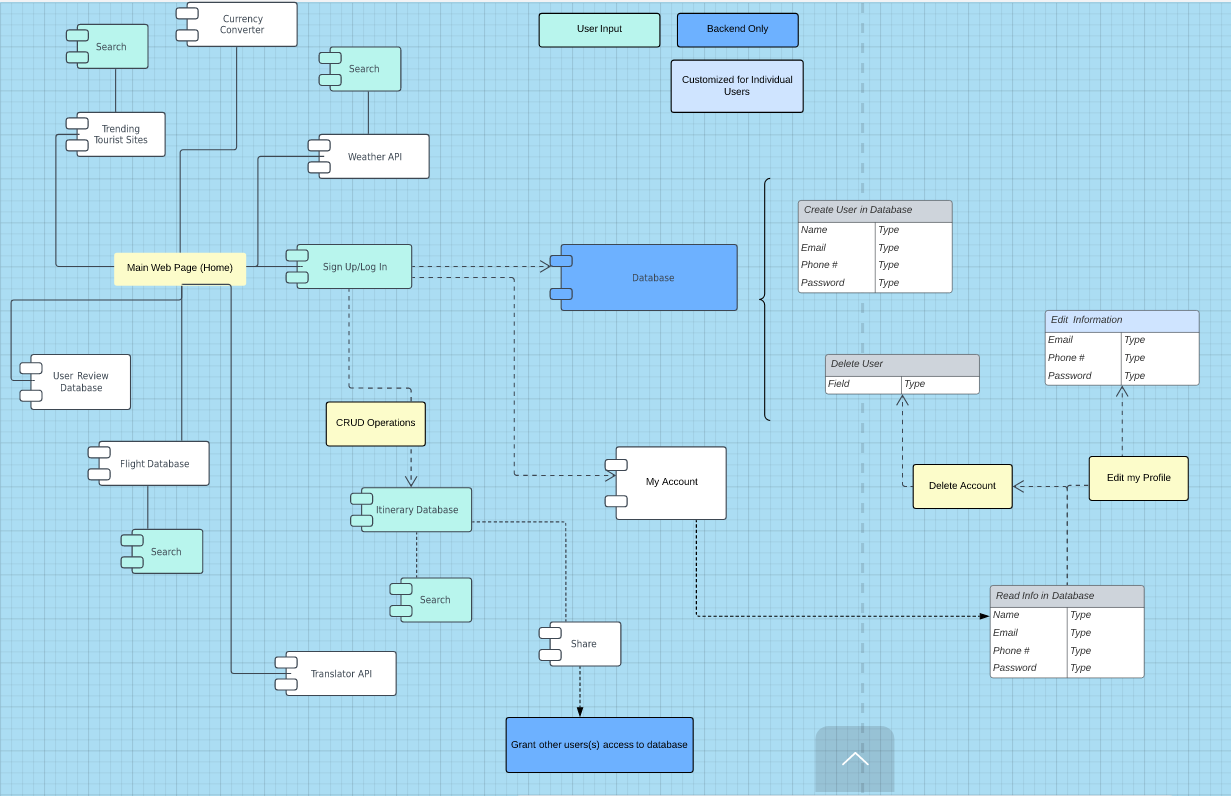 Currency
Converter
Search
User Input
Backend Only
Search
Customized for Individual
Users
Trending
Tourist Sites
Weather API
Create User in Database
Name Type
Email Type
Phone # Type
Password Type
Main Web Page (Home)
Sign Up/Log In
Database
Edit Information
Email Type
Phone # Type
Password Type
User Review
Database
Delete User
Field Type
CRUD Operations
Flight Database
My Account
Delete Account
Edit my Profile
Itinerary Database
Search
Search
Read Info in Database
Name Type
Email Type
Phone # Type
Password Type
Share
Translator API
Grant other users(s) access to database